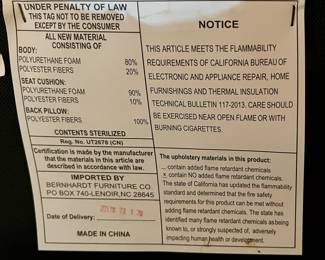 UNDER PENALTY OF LAW
THIS TAG NOT TO BE REMOVED
EXCEPT BY THE CONSUMER
ALL NEW MATERIAL
CONSISTING OF
BODY:
POLYURETHANE FOAM 80%
POLYESTER FIBERS 20%
SEAT CUSHION:
POLYURETHANE FOAM 90%
POLYESTER FIBERS 10%
BACK PILLOW:
POLYESTER FIBERS 100%
CONTENTS STERILIZED
Reg. No. UT2678 (CN)
Certification is made by the manufacturer
that the materials in this article are
described in accordance with law.
IMPORTED BY
BERNHARDT FURNITURE CO.
PO BOX 740-LENOIR,NC 28645
Date of Delivery:
MADE IN CHINA
NOTICE
THIS ARTICLE MEETS THE FLAMMABILITY
REQUIREMENTS OF CALIFORNIA BUREAU OF
ELECTRONIC AND APPLIANCE REPAIR, HOME
FURNISHINGS AND THERMAL INSULATION
TECHNICAL BULLETIN 117-2013. CARE SHOULD
BE EXERCISED NEAR OPEN FLAME OR WITH
BURNING CIGARETTES.
The upholstery materials in this product:
- contain added flame retardant chemicals
x contain NO added flame retardant chemicals.
The state of California has updated the flammability
standard and determined that the fire safety
requirements for this product can be met without
adding flame retardant chemicals. The state has
identified many flame retardant chemicals as being
known to, or strongly suspected of, adversely
impacting human health or development.